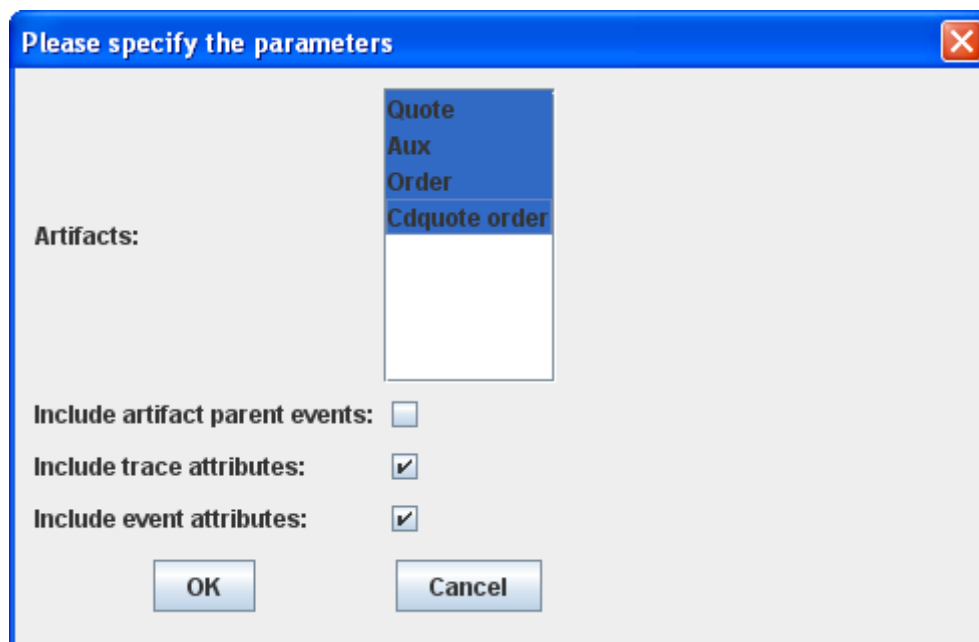 Please specify the parameters
Quote
Aux
Order
Cdquote order
Artifacts:
Include artifact parent events:
Include trace attributes:
Include event attributes:
OK Cancel